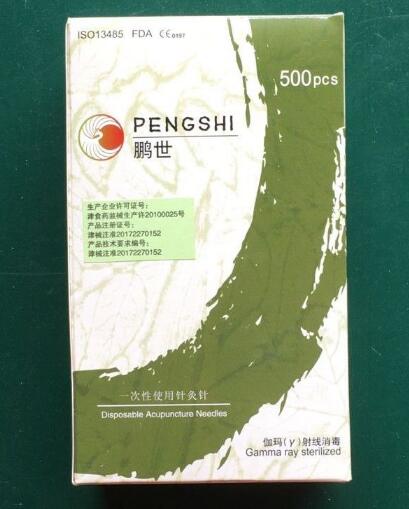 ISO13485 FDA CE0197
500pcs
PENGSHI
鹏世
生产企业许可证号:
津食药监械生产许20100025号
产品注册证号:
津械注准20172270152
产品技术要求编号:
津械注准20172270152
一次性使用针灸针
Disposable Acupuncture Needles
伽玛(γ)射线消毒
Gamma ray sterilized